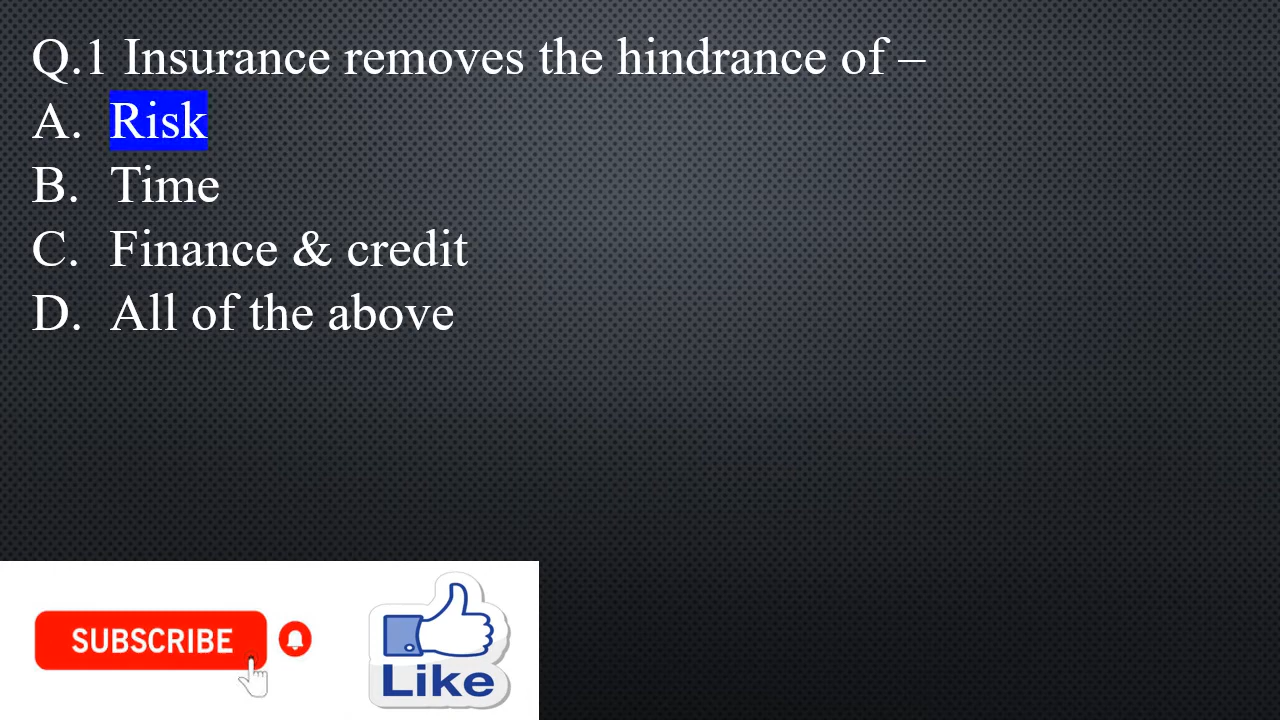 Q.1 Insurance removes the hindrance of –
A. Risk
B. Time
C. Finance & credit
D. All of the above
SUBSCRIBE
Like